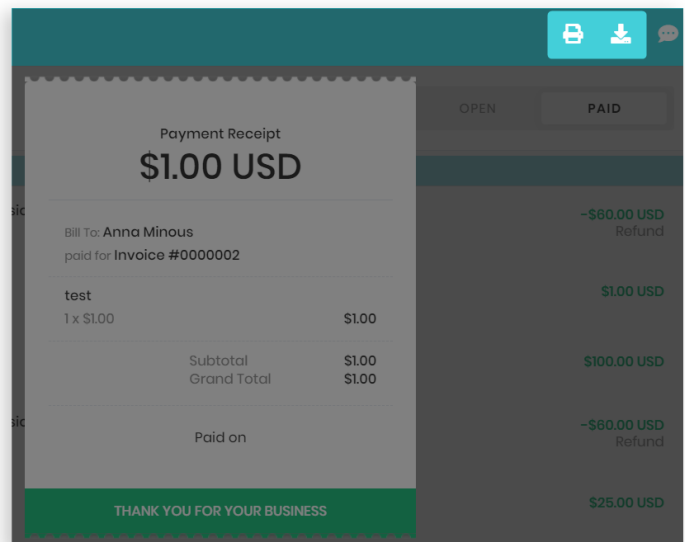 OPEN
PAID
Payment Receipt
$1.00 USD
Bill To: Anna Minous
paid for Invoice #0000002
test
1 x $1.00 $1.00
Subtotal $1.00
Grand Total $1.00
Paid on
THANK YOU FOR YOUR BUSINESS
-$60.00 USD
Refund
$1.00 USD
$100.00 USD
-$60.00 USD
Refund
$25.00 USD